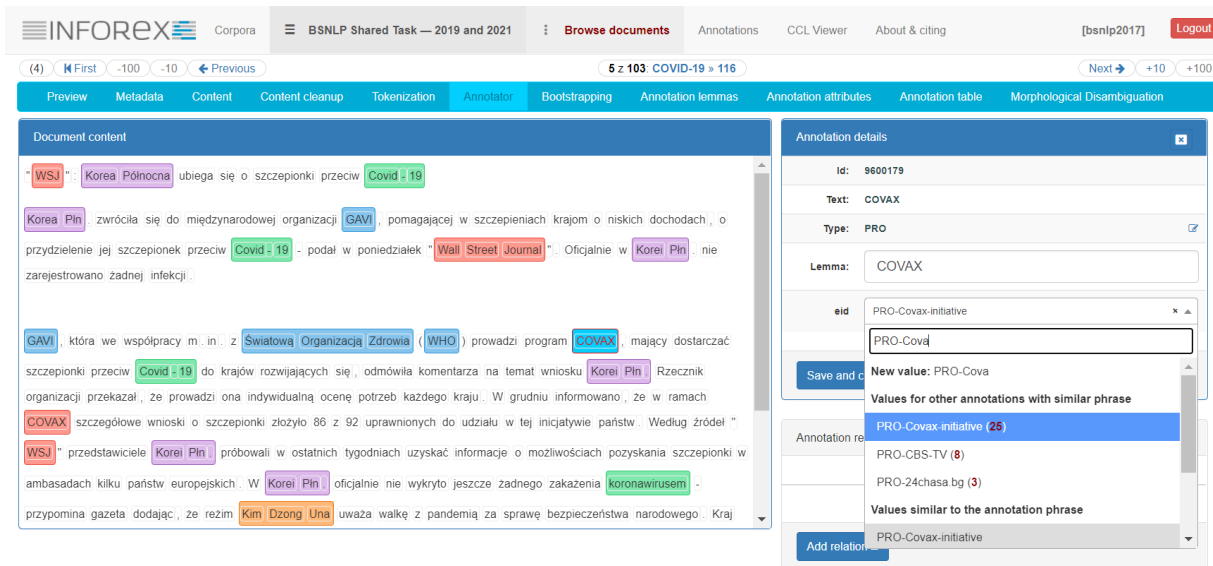 INFOREX
Corpora
BSNLP Shared Task — 2019 and 2021
Browse documents
Annotations
CCL Viewer
About & citing
[bsnlp2017]
Logout
(4) First -100 -10 Previous
5 z 103: COVID-19 » 116
Next +10 +100
Preview Metadata Content Content cleanup Tokenization Annotator Bootstrapping Annotation lemmas Annotation attributes Annotation table Morphological Disambiguation
Document content
" WSJ " : Korea Północna ubiega się o szczepionki przeciw Covid - 19
Korea Płn . zwróciła się do międzynarodowej organizacji GAVI , pomagającej w szczepieniach krajom o niskich dochodach , o
przydzielenie jej szczepionek przeciw Covid - 19 - podał w poniedziałek " Wall Street Journal " . Oficjalnie w Korei Płn . nie
zarejestrowano żadnej infekcji .
GAVI , która we współpracy m . in . z Światową Organizacją Zdrowia ( WHO ) prowadzi program COVAX , mający dostarczać
szczepionki przeciw Covid - 19 do krajów rozwijających się , odmówiła komentarza na temat wniosku Korei Płn . Rzecznik
organizacji przekazał , że prowadzi ona indywidualną ocenę potrzeb każdego kraju . W grudniu informowano , że w ramach
COVAX szczegółowe wnioski o szczepionki złożyło 86 z 92 uprawnionych do udziału w tej inicjatywie państw . Według źródeł "
WSJ " przedstawiciele Korei Płn . próbowali w ostatnich tygodniach uzyskać informacje o możliwościach pozyskania szczepionki w
ambasadach kilku państw europejskich . W Korei Płn . oficjalnie nie wykryto jeszcze żadnego zakażenia koronawirusem -
przypomina gazeta dodając , że reżim Kim Dzong Una uważa walkę z pandemią za sprawę bezpieczeństwa narodowego . Kraj
Annotation details
Id: 9600179
Text: COVAX
Type: PRO
Lemma: COVAX
eid PRO-Covax-initiative ×
PRO-Cova
New value: PRO-Cova
Values for other annotations with similar phrase
PRO-Covax-initiative (25)
PRO-CBS-TV (8)
PRO-24chasa.bg (3)
Values similar to the annotation phrase
PRO-Covax-initiative
Save and c
Annotation re
Add relation